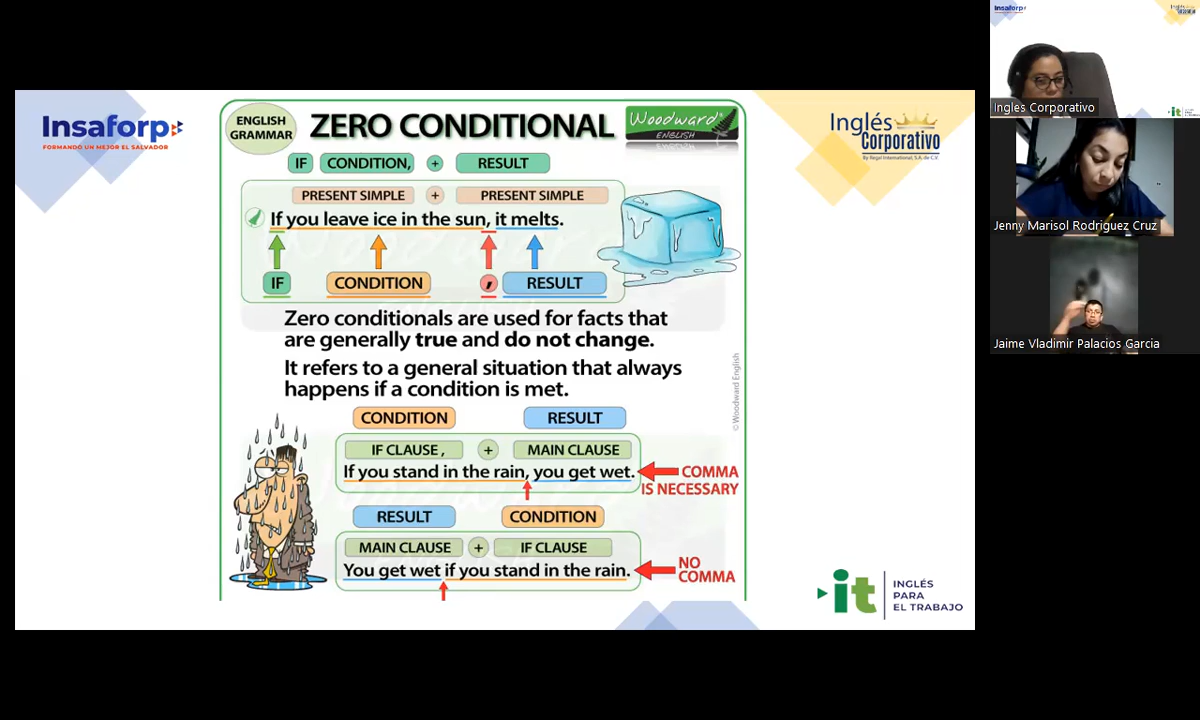 Insaforp
FORMANDO UN MEJOR EL SALVADOR
ENGLISH
GRAMMAR
ZERO CONDITIONAL
Woodward
ENGLISH
Inglés
Corporativo
By Regal International, S.A. de C.V.
IF CONDITION, + RESULT
PRESENT SIMPLE + PRESENT SIMPLE
If you leave ice in the sun, it melts.
IF CONDITION , RESULT
Zero conditionals are used for facts that
are generally true and do not change.
It refers to a general situation that always
happens if a condition is met.
© Woodward English
CONDITION RESULT
IF CLAUSE , + MAIN CLAUSE
If you stand in the rain, you get wet.
COMMA
IS NECESSARY
RESULT CONDITION
MAIN CLAUSE + IF CLAUSE
You get wet if you stand in the rain.
NO
COMMA
it
INGLÉS
PARA
EL TRABAJO
Insaforp
Ingles Corporativo
it
Jenny Marisol Rodriguez Cruz
Jaime Vladimir Palacios Garcia